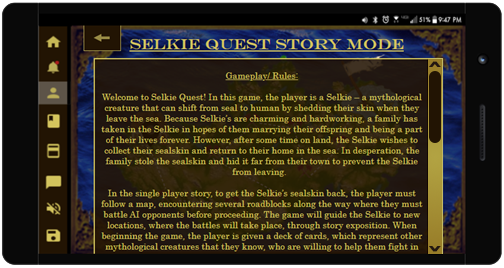 51% 9:47 PM
SELKIE QUEST STORY MODE
Gameplay/ Rules:
Welcome to Selkie Quest! In this game, the player is a Selkie – a mythological
creature that can shift from seal to human by shedding their skin when they
leave the sea. Because Selkie's are charming and hardworking, a family has
taken in the Selkie in hopes of them marrying their offspring and being a part
of their lives forever. However, after some time on land, the Selkie wishes to
collect their sealskin and return to their home in the sea. In desperation, the
family stole the sealskin and hid it far from their town to prevent the Selkie
from leaving.
In the single player story, to get the Selkie's sealskin back, the player must
follow a map, encountering several roadblocks along the way where they must
battle AI opponents before proceeding. The game will guide the Selkie to new
locations, where the battles will take place, through story exposition. When
beginning the game, the player is given a deck of cards, which represent other
mythological creatures that they know, who are willing to help them fight in